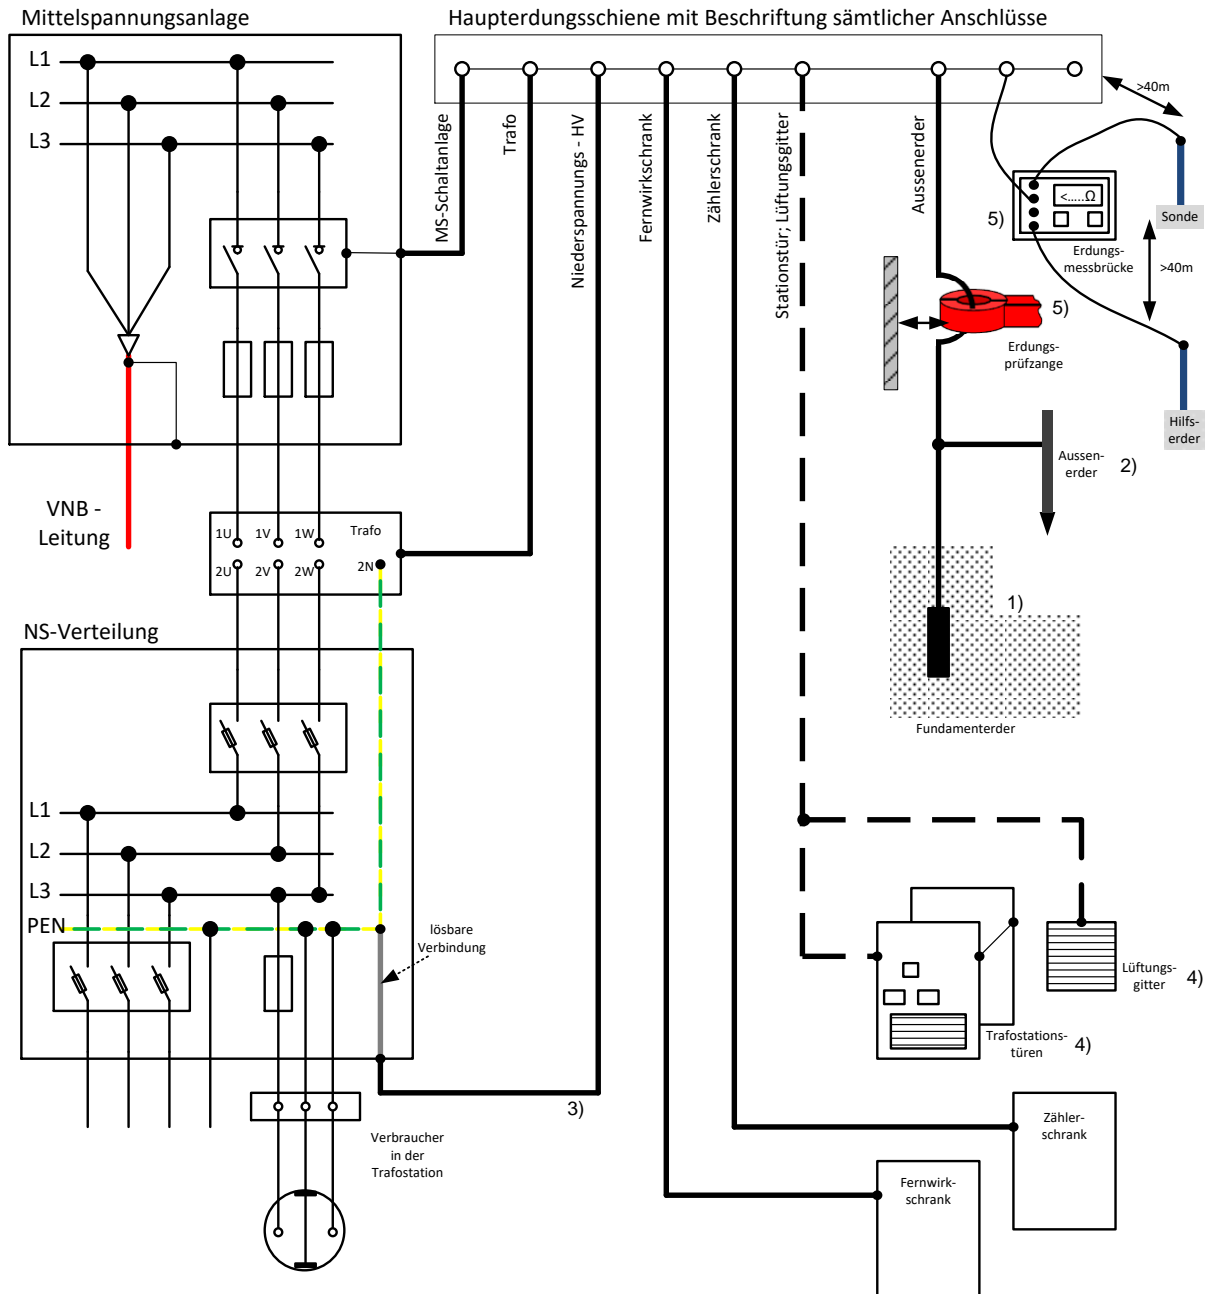 Mittelspannungsanlage
Haupterdungsschiene mit Beschriftung sämtlicher Anschlüsse
L1
L2
L3
>40m
MS-Schaltanlage
Trafo
Niederspannungs - HV
Fernwirkschrank
Zählerschrank
Stationstür; Lüftungsgitter
Aussenerder
<.....Ω
5)
Erdungs-
messbrücke
Sonde
>40m
5)
Erdungs-
prüfzange
Hilfs-
erder
Aussen-
erder
2)
VNB -
Leitung
1U
1V
1W
Trafo
2U
2V
2W
2N
1)
Fundamenterder
NS-Verteilung
L1
L2
L3
PEN
lösbare
Verbindung
Lüftungs-
gitter
4)
Trafostations-
türen
4)
3)
Verbraucher
in der
Trafostation
Zähler-
schrank
Fernwirk-
schrank